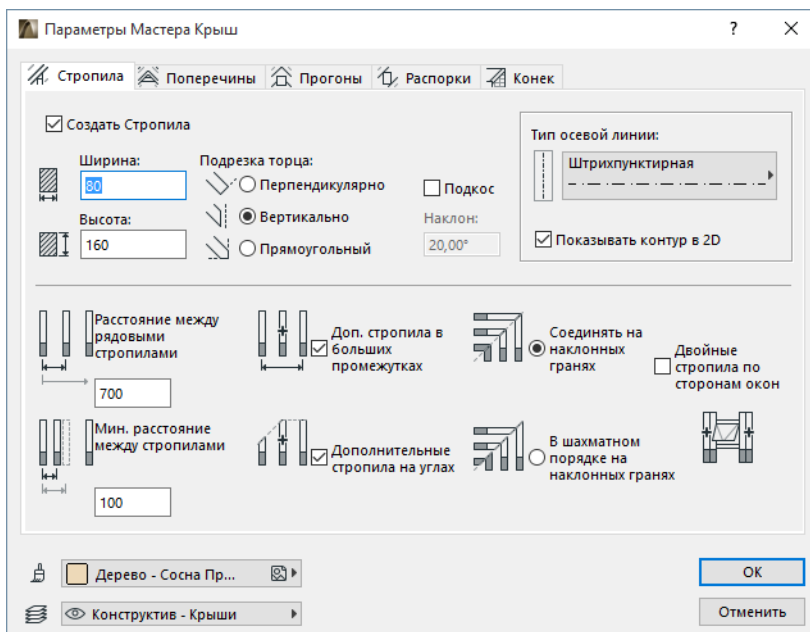 Параметры Мастера Крыш
?
Стропила
Поперечины
Прогоны
Распорки
Конек
Создать Стропила
Ширина:
80
Высота:
160
Подрезка торца:
Перпендикулярно
Вертикально
Прямоугольный
Подкос
Наклон:
20,00°
Тип осевой линии:
Штрихпунктирная
Показывать контур в 2D
Расстояние между
рядовыми
стропилами
700
Доп. стропила в
больших
промежутках
Соединять на
наклонных
гранях
Двойные
стропила по
сторонам окон
Мин. расстояние
между стропилами
100
Дополнительные
стропила на углах
В шахматном
порядке на
наклонных гранях
Дерево - Сосна Пр...
OK
Конструктив - Крыши
Отменить